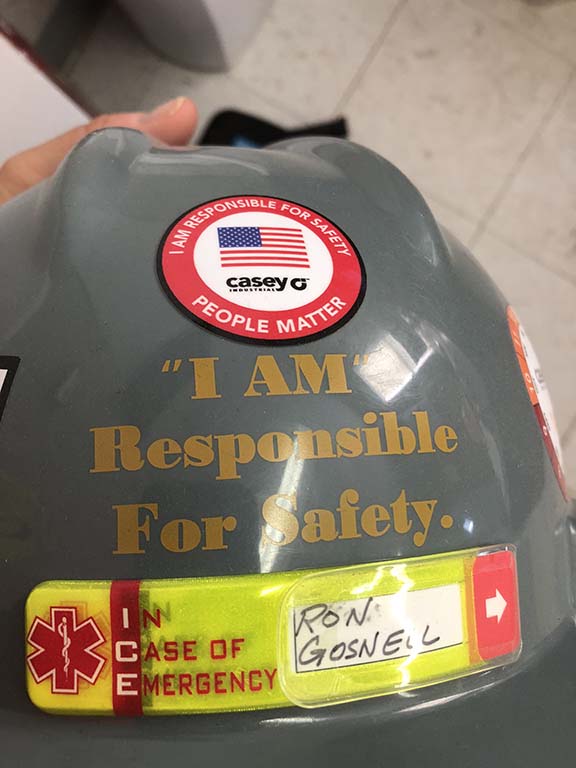 I AM RESPONSIBLE FOR SAFETY
casey G
INDUSTRIAL
PEOPLE MATTER
"I AM"
Responsible
For Safety.
IN
CASE OF
EMERGENCY
RON
GOSNELL